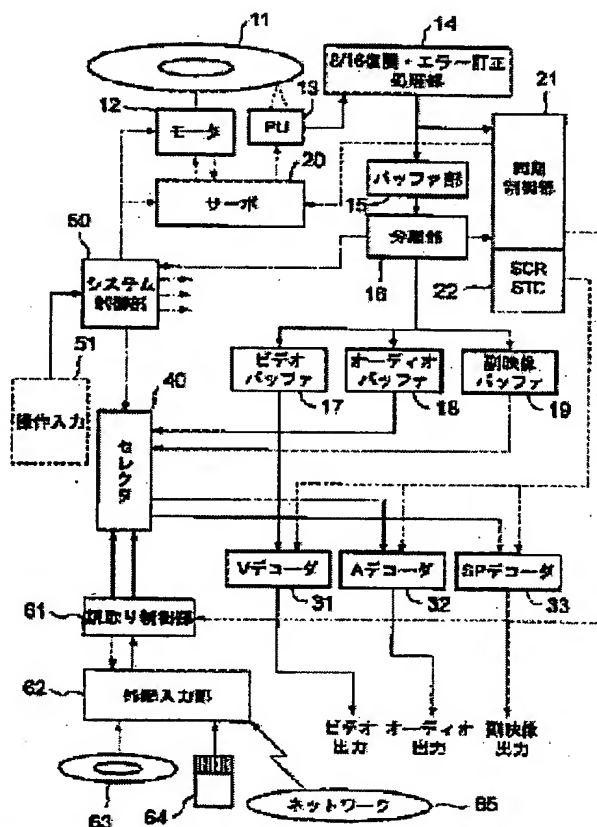 11
14
8/16復調・エラー訂正
処理部
21
12
モータ
13
PU
20
サーボ
同期
制御部
バッファ部
15
50
分離部
16
SCR
STC
22
システム
制御部
51
操作入力
40
ビデオ
バッファ
17
オーディオ
バッファ
18
副映像
バッファ
19
セレクタ
Vデコーダ
31
Aデコーダ
32
SPデコーダ
33
61
読取り制御部
62
外部入力部
ビデオ
出力
オーディオ
出力
副映像
出力
63
64
ネットワーク
65